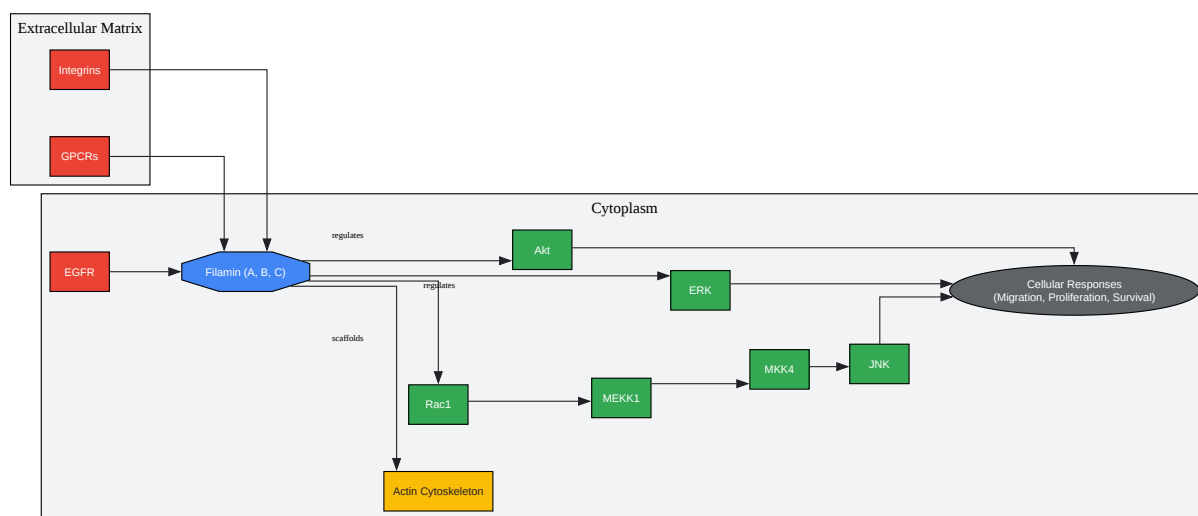 Extracellular Matrix
Integrins
GPCRs
Cytoplasm
regulates
Akt
EGFR
Filamin (A, B, C)
ERK
regulates
Cellular Responses
(Migration, Proliferation, Survival)
scaffolds
MKK4
JNK
Rac1
MEKK1
Actin Cytoskeleton